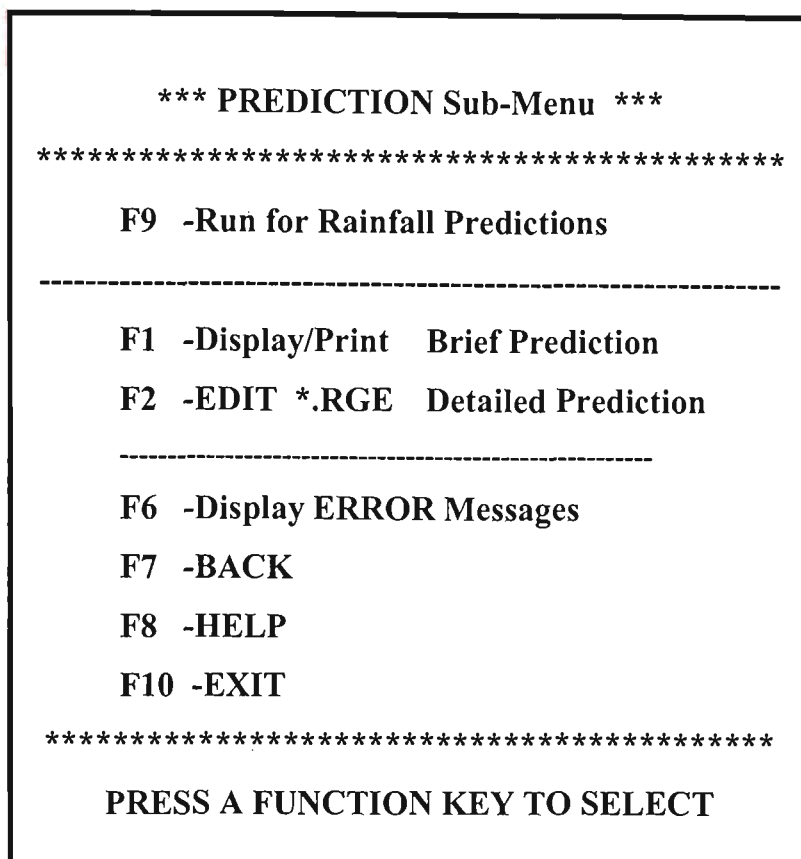 *** PREDICTION Sub-Menu ***
********************************************
F9 -Run for Rainfall Predictions
-----------------------------------------------------------------
F1 -Display/Print Brief Prediction
F2 -EDIT *.RGE Detailed Prediction
-------------------------------------------------------
F6 -Display ERROR Messages
F7 -BACK
F8 -HELP
F10 -EXIT
*******************************************
PRESS A FUNCTION KEY TO SELECT